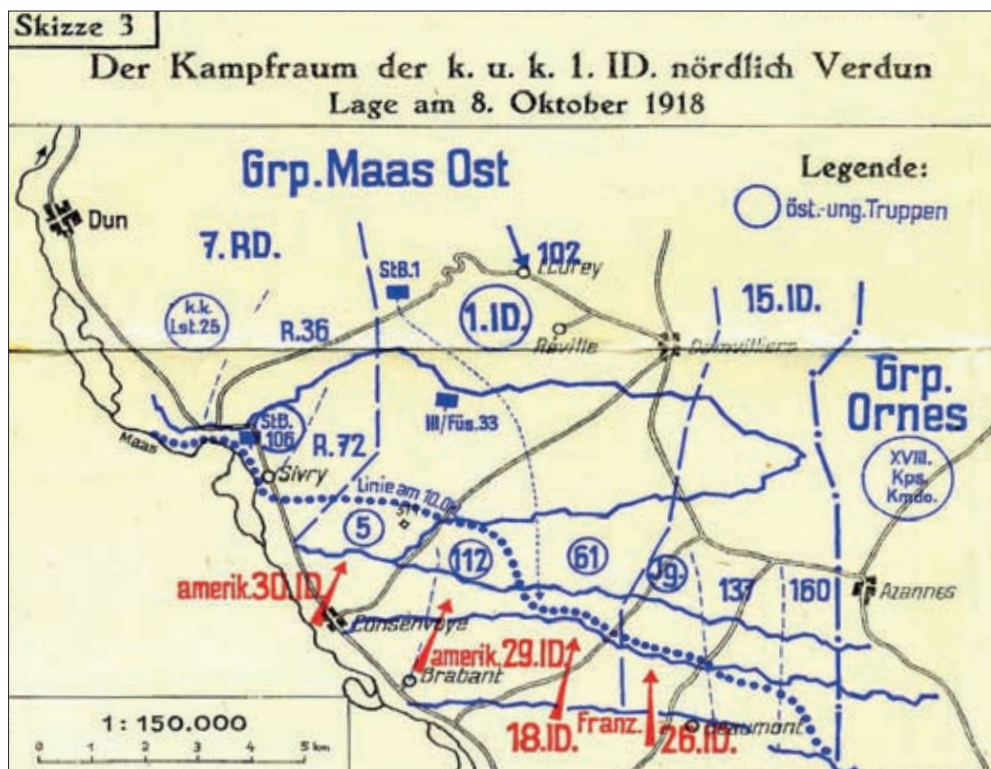 Skizze 3
Der Kampfraum der k. u. k. 1. ID. nördlich Verdun
Lage am 8. Oktober 1918
Grp. Maas Ost
Legende:
öst.-ung. Truppen
Dun
7. RD.
102
StB.1
15. ID.
k.k.
Lst.25
R.36
1. ID.
Réville
Grp.
Ornes
III/Füs.33
StB.
106
R.72
Maas
Sivry
XVIII.
Kps.
Kmdo.
Linie am 10.
5
112
61
Jg.
160
Azannes
amerik. 30. ID
Consenvoye
amerik. 29. ID.
Brabant
18. ID.
Franz.
26. ID.
Beaumont
1 : 150.000
0 1 2 3 4 5 km